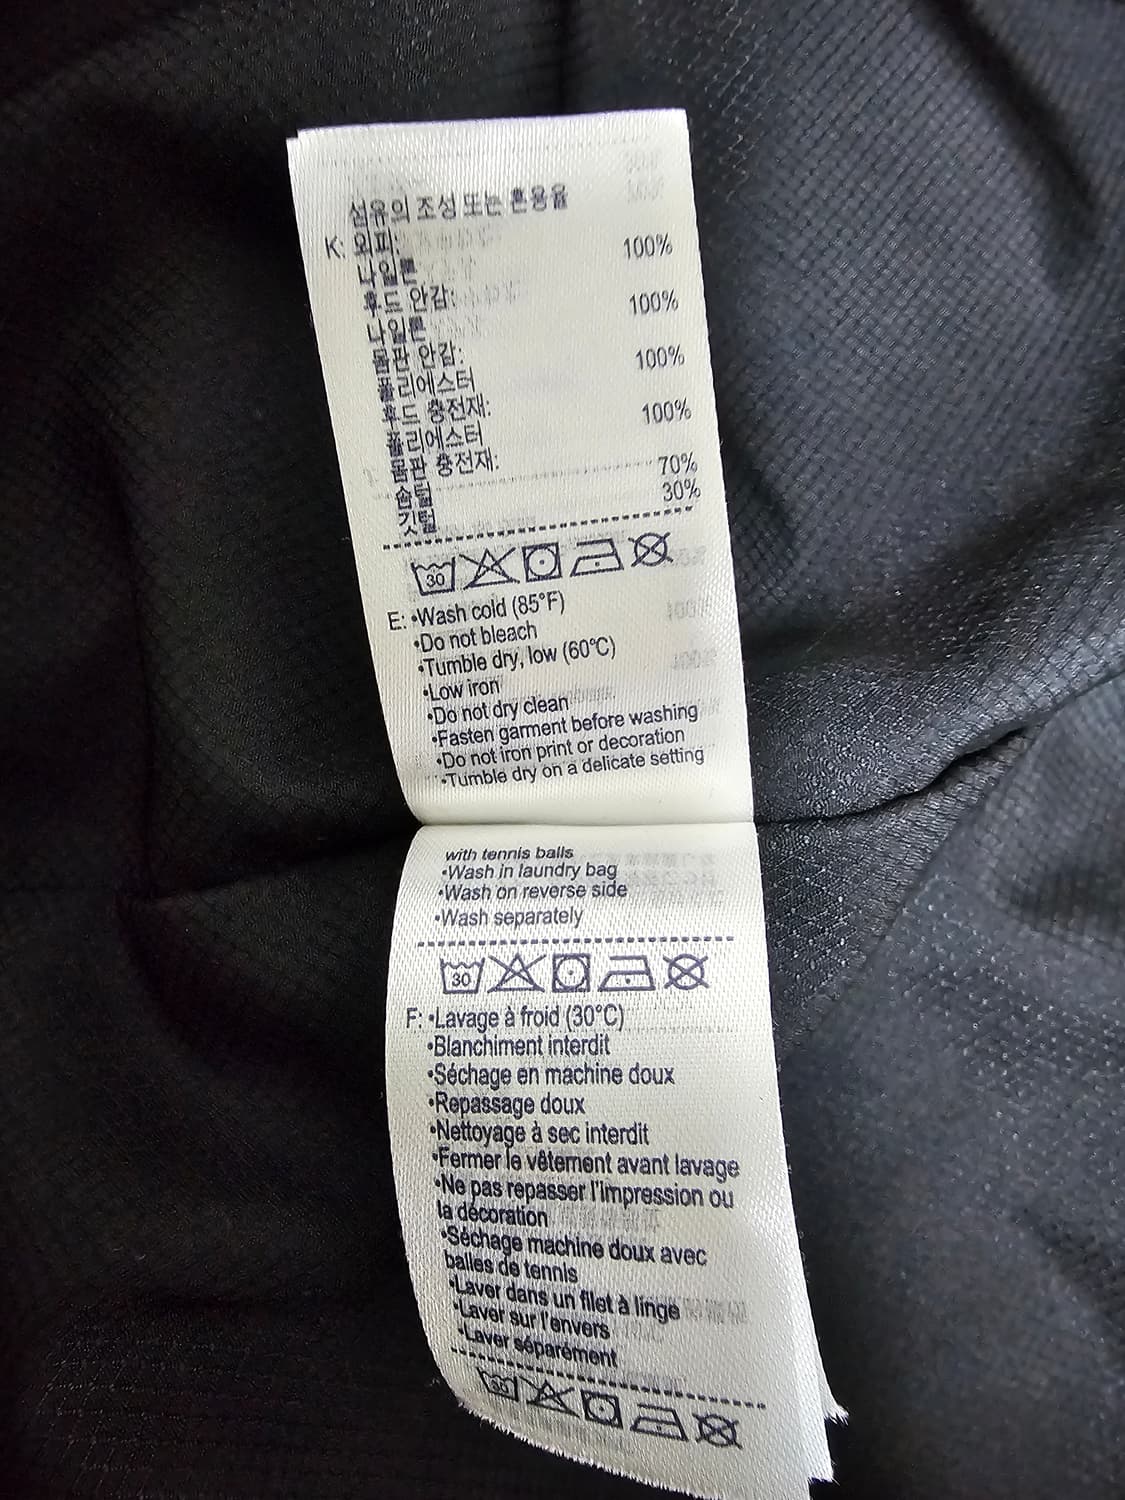 섬유의 조성 또는 혼용율
K: 외피:
나일론 100%
후드 안감:
나일론 100%
몸판 안감:
폴리에스터 100%
후드 충전재:
폴리에스터 100%
몸판 충전재:
솜털 70%
깃털 30%
30
E: •Wash cold (85°F)
•Do not bleach
•Tumble dry, low (60°C)
•Low iron
•Do not dry clean
•Fasten garment before washing
•Do not iron print or decoration
•Tumble dry on a delicate setting
with tennis balls
•Wash in laundry bag
•Wash on reverse side
•Wash separately
30
F: •Lavage à froid (30°C)
•Blanchiment interdit
•Séchage en machine doux
•Repassage doux
•Nettoyage à sec interdit
•Fermer le vêtement avant lavage
•Ne pas repasser l'impression ou
la décoration
•Séchage machine doux avec
balles de tennis
•Laver dans un filet à linge
•Laver sur l'envers
•Laver séparément
30